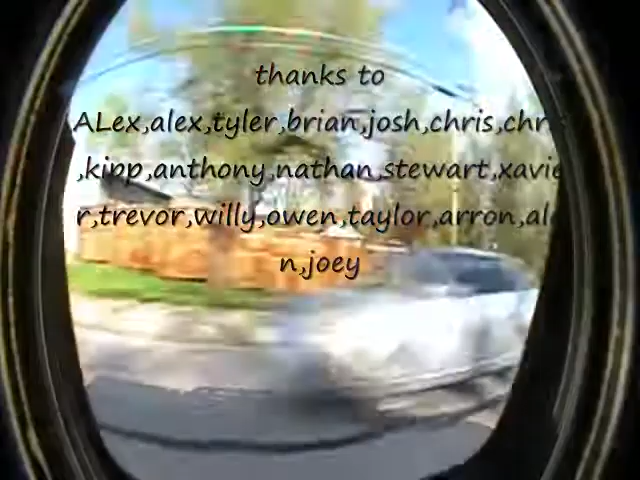 thanks to
ALex,alex,tyler,brian,josh,chris,chr
,kipp,anthony,nathan,stewart,xavie
r,trevor,willy,owen,taylor,arron,al
n,joey